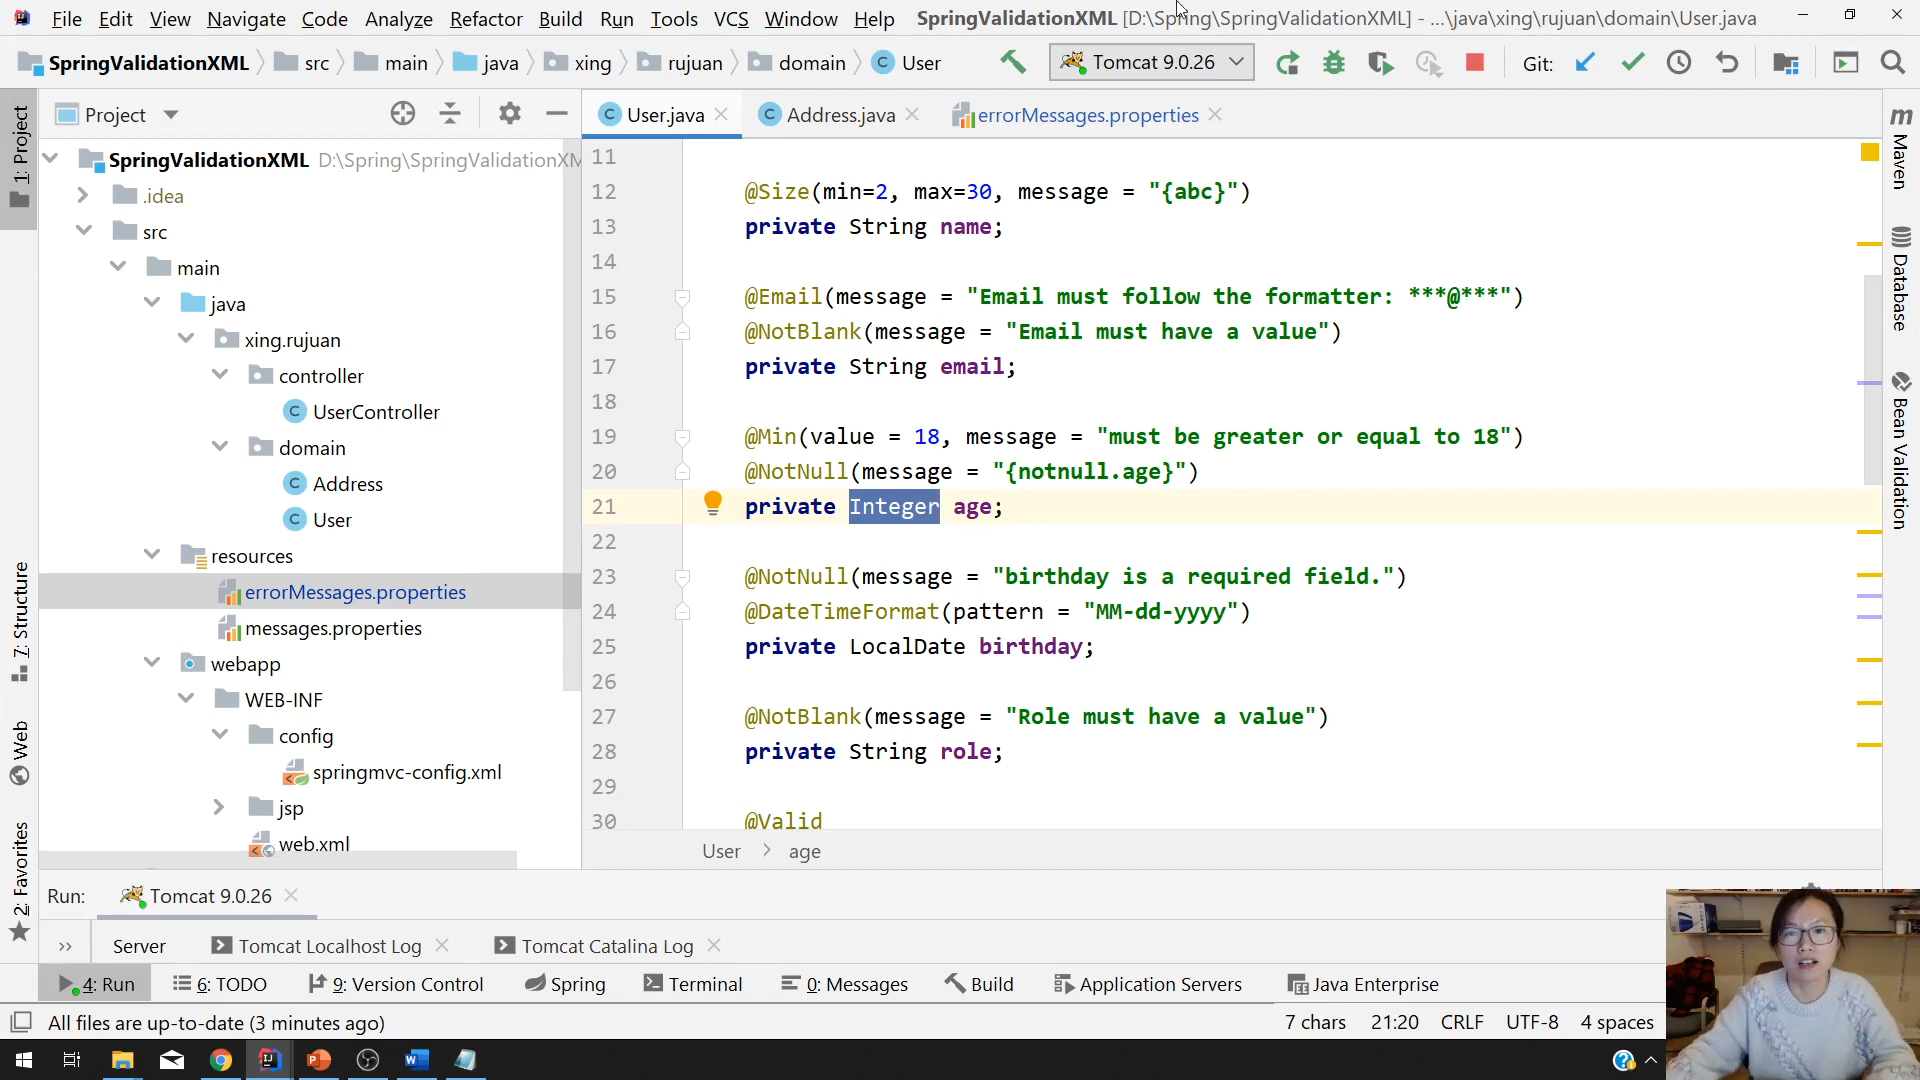 File Edit View Navigate Code Analyze Refactor Build Run Tools VCS Window Help SpringValidationXML [D:\Spring\SpringValidationXML] - ...\java\xing\rujuan\domain\User.java
SpringValidationXML src main java xing rujuan domain User Tomcat 9.0.26 Git:
Project
User.java Address.java errorMessages.properties
1: Project
7: Structure
Web
2: Favorites
SpringValidationXML D:\Spring\SpringValidationXM
.idea
src
main
java
xing.rujuan
controller
UserController
domain
Address
User
resources
errorMessages.properties
messages.properties
webapp
WEB-INF
config
springmvc-config.xml
jsp
web.xml
11
12 @Size(min=2, max=30, message = "{abc}")
13 private String name;
14
15 @Email(message = "Email must follow the formatter: ***@***")
16 @NotBlank(message = "Email must have a value")
17 private String email;
18
19 @Min(value = 18, message = "must be greater or equal to 18")
20 @NotNull(message = "{notnull.age}")
21 private Integer age;
22
23 @NotNull(message = "birthday is a required field.")
24 @DateTimeFormat(pattern = "MM-dd-yyyy")
25 private LocalDate birthday;
26
27 @NotBlank(message = "Role must have a value")
28 private String role;
29
30 @Valid
User age
Maven
Database
Bean Validation
Run: Tomcat 9.0.26
Server Tomcat Localhost Log Tomcat Catalina Log
4: Run 6: TODO 9: Version Control Spring Terminal 0: Messages Build Application Servers Java Enterprise
All files are up-to-date (3 minutes ago) 7 chars 21:20 CRLF UTF-8 4 spaces